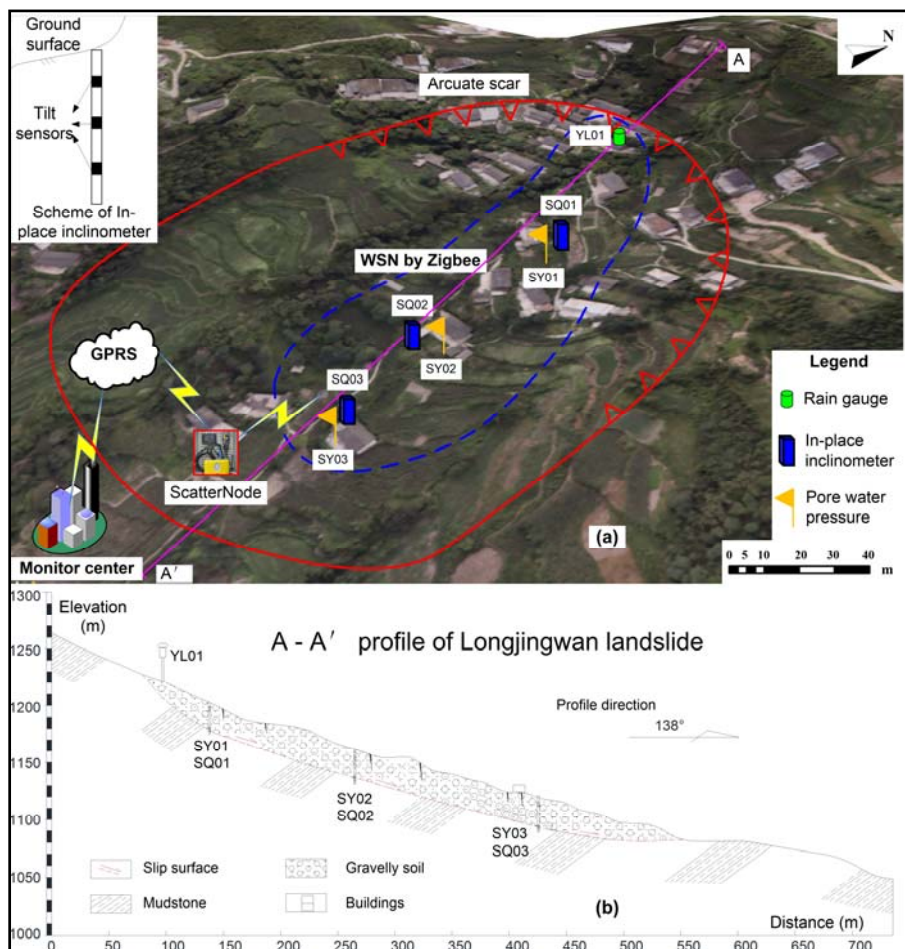 Ground
surface
Tilt
sensors
Scheme of In-
place inclinometer
Arcuate scar
A
N
YL01
SQ01
SY01
WSN by Zigbee
SQ02
SY02
GPRS
SQ03
SY03
ScatterNode
Monitor center
A′
(a)
Legend
Rain gauge
In-place
inclinometer
Pore water
pressure
0 5 10 20 30 40
m
1300
1250
1200
1150
1100
1050
1000
Elevation
(m)
A - A′ profile of Longjingwan landslide
YL01
Profile direction
138°
SY01
SQ01
SY02
SQ02
SY03
SQ03
Slip surface
Gravelly soil
Mudstone
Buildings
(b)
Distance (m)
0 50 100 150 200 250 300 350 400 450 500 550 600 650 700